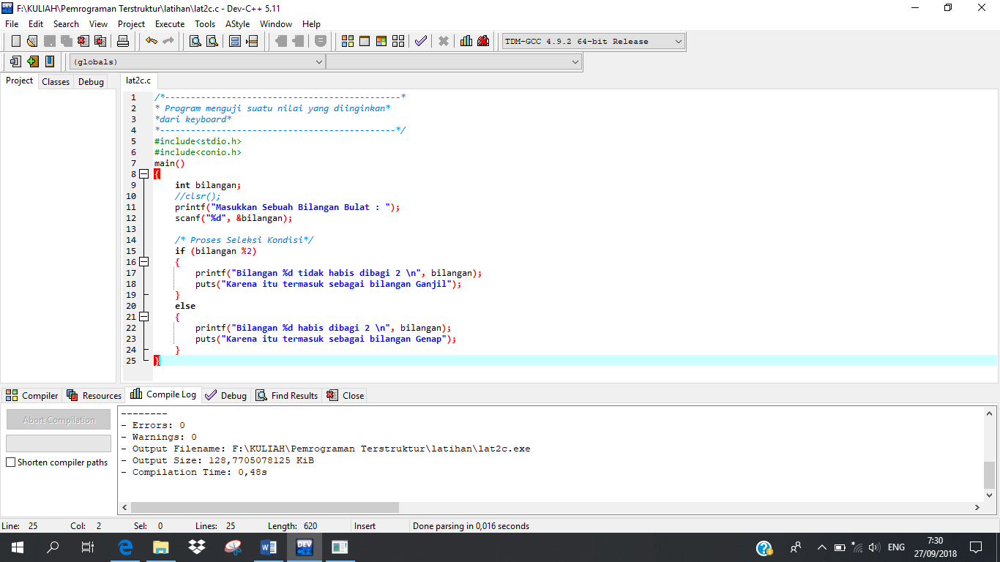 F:\KULIAH\Pemrograman Terstruktur\latihan\lat2c.c - Dev-C++ 5.11
File Edit Search View Project Execute Tools AStyle Window Help
TDM-GCC 4.9.2 64-bit Release
(globals)
Project Classes Debug
lat2c.c
1 /*----------------------------------------------*
2 * Program menguji suatu nilai yang diinginkan*
3 *dari keyboard*
4 *----------------------------------------------*/
5 #include<stdio.h>
6 #include<conio.h>
7 main()
8 {
9 int bilangan;
10 //clsr();
11 printf("Masukkan Sebuah Bilangan Bulat : ");
12 scanf("%d", &bilangan);
13
14 /* Proses Seleksi Kondisi*/
15 if (bilangan %2)
16 {
17 printf("Bilangan %d tidak habis dibagi 2 \n", bilangan);
18 puts("Karena itu termasuk sebagai bilangan Ganjil");
19 }
20 else
21 {
22 printf("Bilangan %d habis dibagi 2 \n", bilangan);
23 puts("Karena itu termasuk sebagai bilangan Genap");
24 }
25 }
Compiler Resources Compile Log Debug Find Results Close
Abort Compilation
Shorten compiler paths
--------
- Errors: 0
- Warnings: 0
- Output Filename: F:\KULIAH\Pemrograman Terstruktur\latihan\lat2c.exe
- Output Size: 128,7705078125 KiB
- Compilation Time: 0,48s
Line: 25 Col: 2 Sel: 0 Lines: 25 Length: 620 Insert Done parsing in 0,016 seconds
DEV
ENG
7:30
27/09/2018